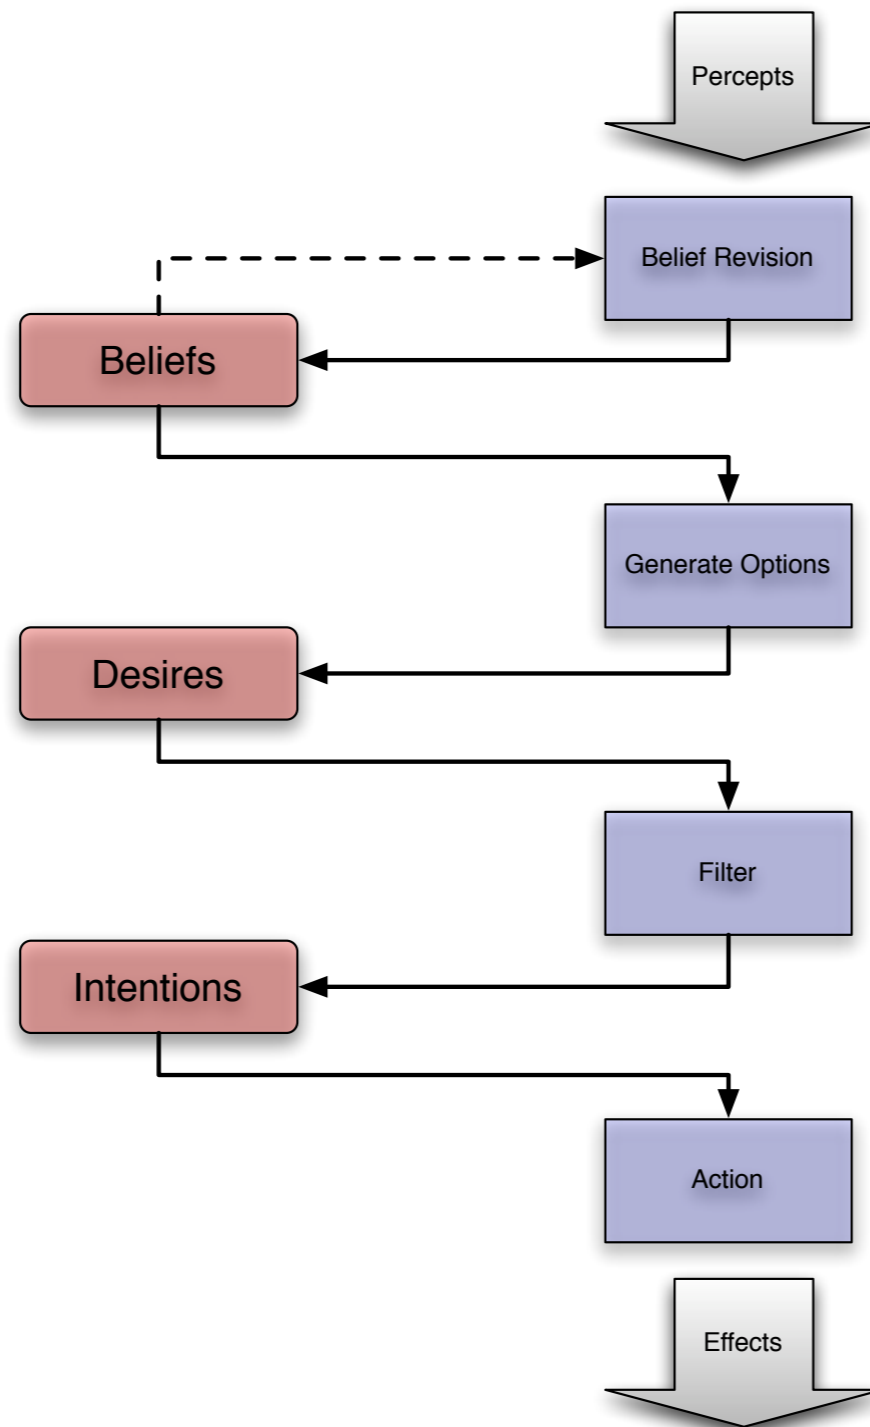 Percepts
Belief Revision
Beliefs
Generate Options
Desires
Filter
Intentions
Action
Effects